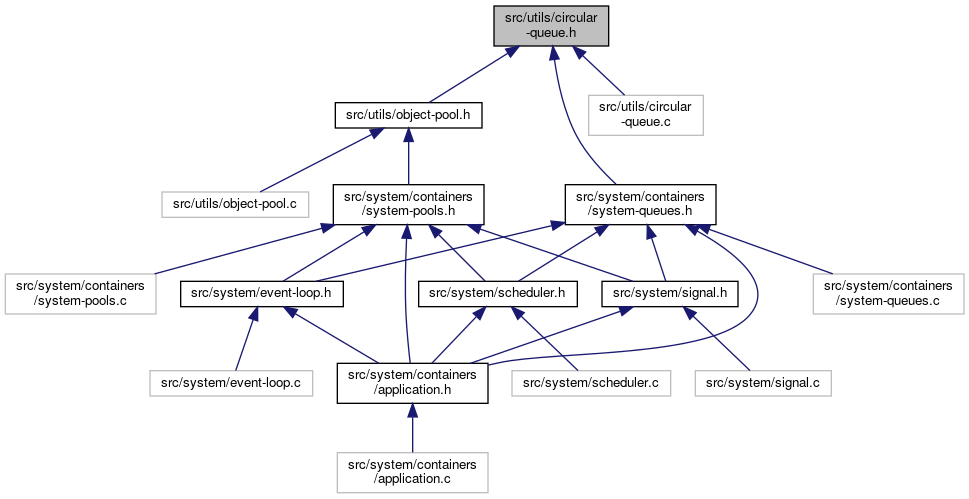 src/utils/circular
-queue.h
src/utils/object-pool.h
src/utils/circular
-queue.c
src/utils/object-pool.c
src/system/containers
/system-pools.h
src/system/containers
/system-queues.h
src/system/containers
/system-pools.c
src/system/event-loop.h
src/system/scheduler.h
src/system/signal.h
src/system/containers
/system-queues.c
src/system/event-loop.c
src/system/containers
/application.h
src/system/scheduler.c
src/system/signal.c
src/system/containers
/application.c